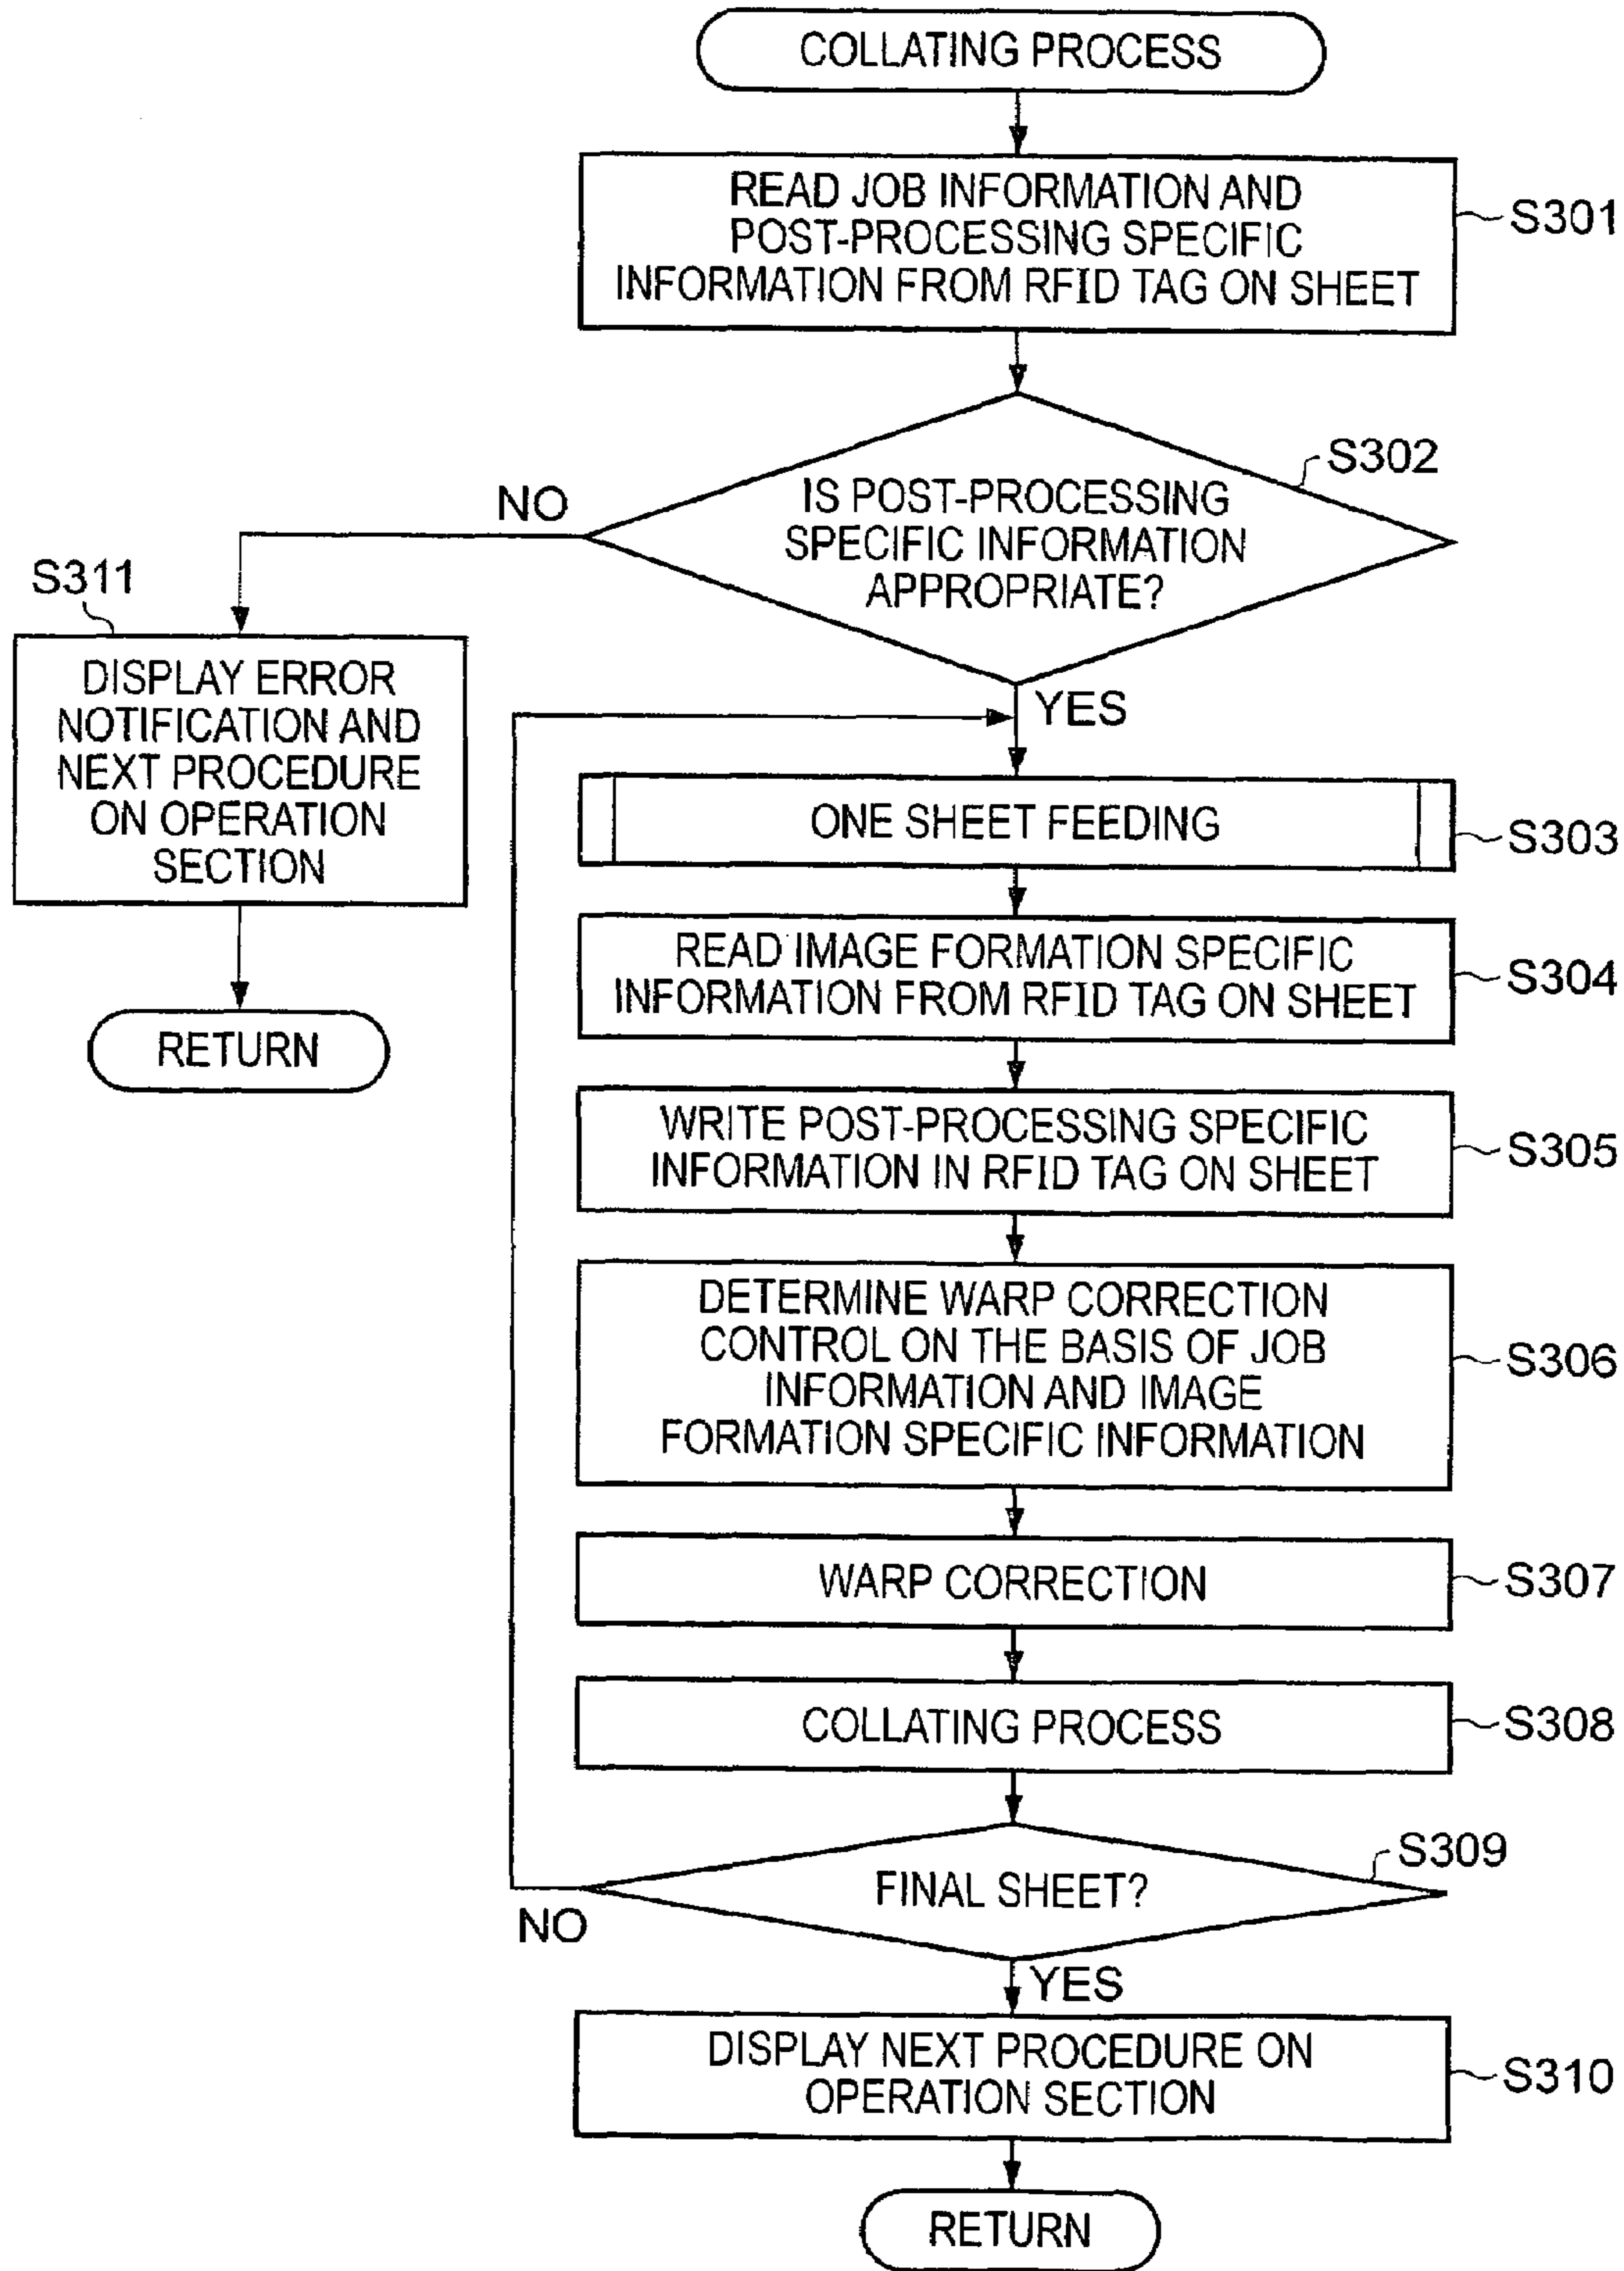 COLLATING PROCESS
READ JOB INFORMATION AND
POST-PROCESSING SPECIFIC
INFORMATION FROM RFID TAG ON SHEET
S301
S302
IS POST-PROCESSING
SPECIFIC INFORMATION
APPROPRIATE?
NO
S311
DISPLAY ERROR
NOTIFICATION AND
NEXT PROCEDURE
ON OPERATION
SECTION
RETURN
YES
ONE SHEET FEEDING
S303
READ IMAGE FORMATION SPECIFIC
INFORMATION FROM RFID TAG ON SHEET
S304
WRITE POST-PROCESSING SPECIFIC
INFORMATION IN RFID TAG ON SHEET
S305
DETERMINE WARP CORRECTION
CONTROL ON THE BASIS OF JOB
INFORMATION AND IMAGE
FORMATION SPECIFIC INFORMATION
S306
WARP CORRECTION
S307
COLLATING PROCESS
S308
S309
FINAL SHEET?
NO
YES
DISPLAY NEXT PROCEDURE ON
OPERATION SECTION
S310
RETURN